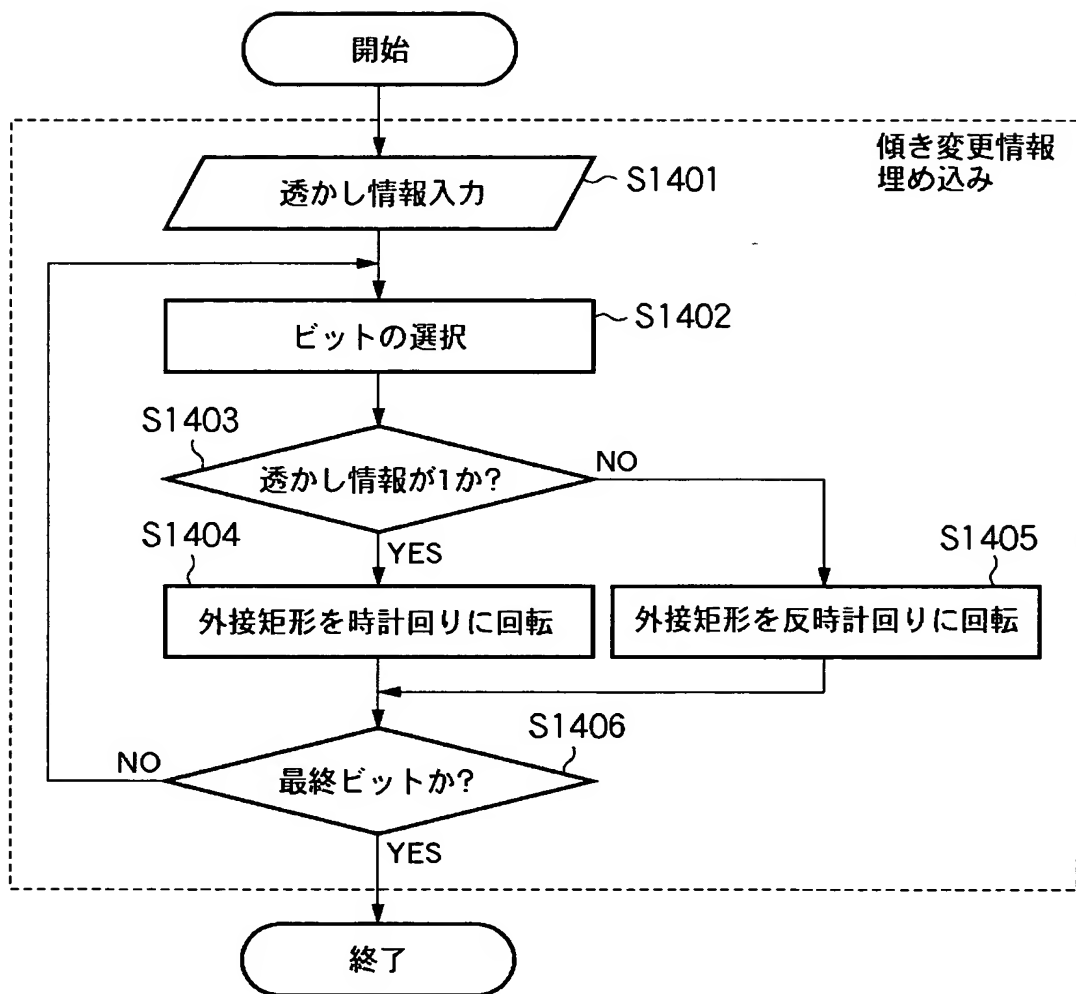 開始
傾き変更情報
埋め込み
透かし情報入力
S1401
ビットの選択
S1402
S1403
透かし情報が1か?
NO
YES
S1404
外接矩形を時計回りに回転
S1405
外接矩形を反時計回りに回転
S1406
最終ビットか?
NO
YES
終了